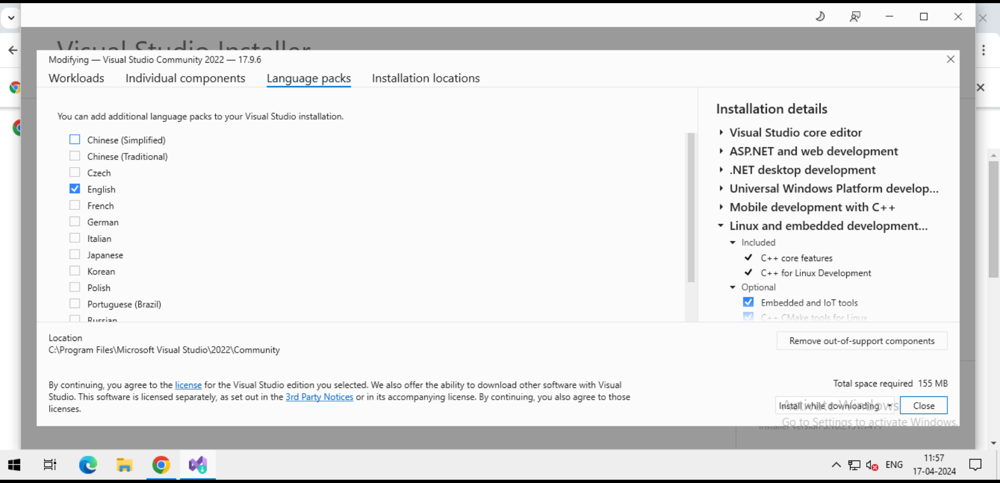 Visual Studio Installer
Modifying — Visual Studio Community 2022 — 17.9.6
Workloads
Individual components
Language packs
Installation locations
You can add additional language packs to your Visual Studio installation.
Chinese (Simplified)
Chinese (Traditional)
Czech
English
French
German
Italian
Japanese
Korean
Polish
Portuguese (Brazil)
Russian
Installation details
Visual Studio core editor
ASP.NET and web development
.NET desktop development
Universal Windows Platform develop...
Mobile development with C++
Linux and embedded development...
Included
C++ core features
C++ for Linux Development
Optional
Embedded and IoT tools
C++ CMake tools for Linux
Location
C:\Program Files\Microsoft Visual Studio\2022\Community
Remove out-of-support components
By continuing, you agree to the license for the Visual Studio edition you selected. We also offer the ability to download other software with Visual
Studio. This software is licensed separately, as set out in the 3rd Party Notices or in its accompanying license. By continuing, you also agree to those
licenses.
Total space required 155 MB
Install while downloading
Close
Activate Windows
Go to Settings to activate Windows.
Installer version
ENG
11:57
17-04-2024